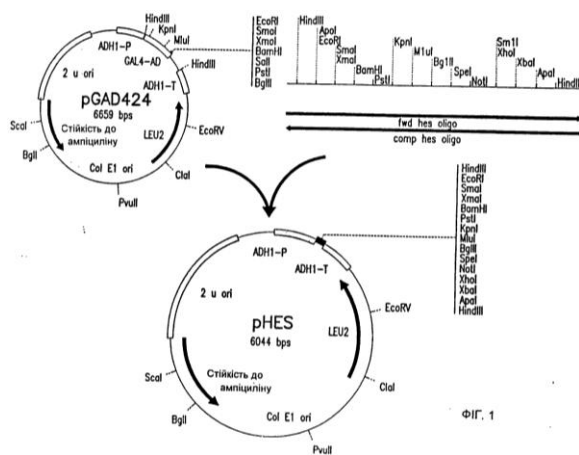 HindIII
KpnI
MluI
ADH1-P
GAL4-AD
HindIII
ADH1-T
2 u ori
pGAD424
6659 bps
Стійкість до
ампіциліну
LEU2
EcoRV
ScaI
BglI
Col E1 ori
ClaI
PvuII
EcoRI
SmaI
XmaI
BamHI
SalI
PstI
BglII
HindIII
ApoI
EcoRI
SmaI
XmaI
BamHI
PstI
KpnI
M1uI
Bg1II
SpeI
NotI
Sm1I
XhoI
XbaI
ApaI
HindIII
fwd hes oligo
comp hes oligo
HindIII
EcoRI
SmaI
XmaI
BamHI
PstI
KpnI
MluI
BglII
SpeI
NotI
XhoI
XbaI
ApaI
HindIII
ADH1-P
ADH1-T
2 u ori
pHES
6044 bps
LEU2
EcoRV
Стійкість до
ампіциліну
ScaI
BglI
Col E1 ori
ClaI
PvuII
ФІГ. 1